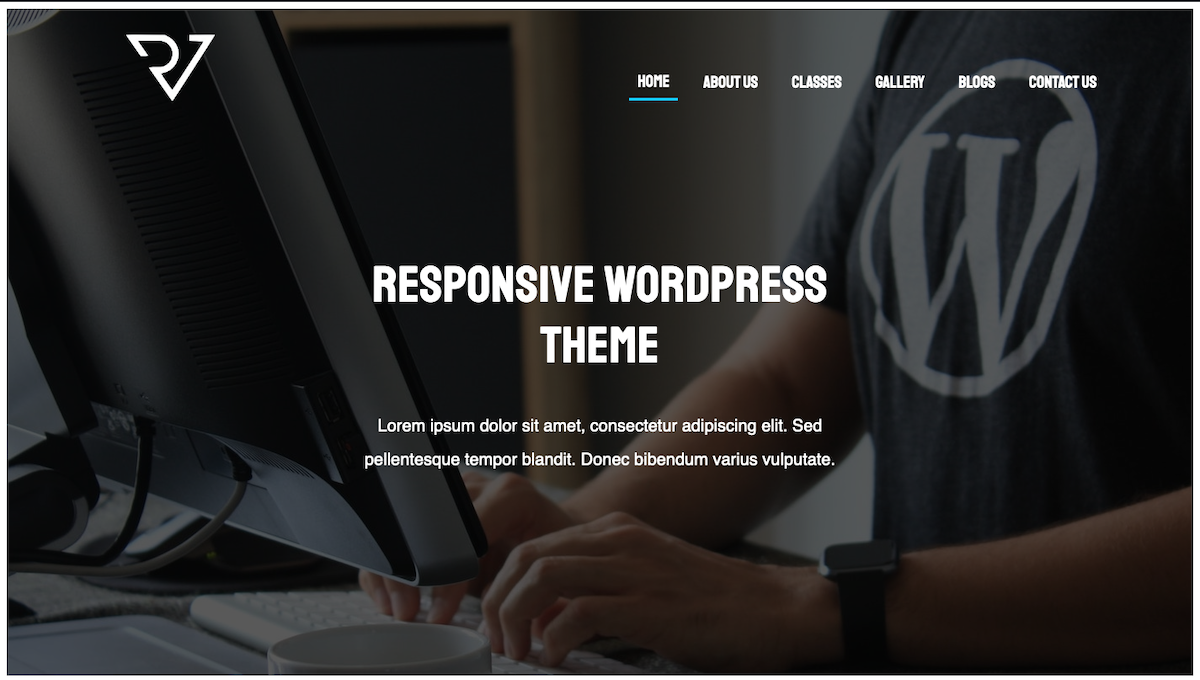 HOME ABOUT US CLASSES GALLERY BLOGS CONTACT US
RESPONSIVE WORDPRESS
THEME
Lorem ipsum dolor sit amet, consectetur adipiscing elit. Sed
pellentesque tempor blandit. Donec bibendum varius vulputate.
W